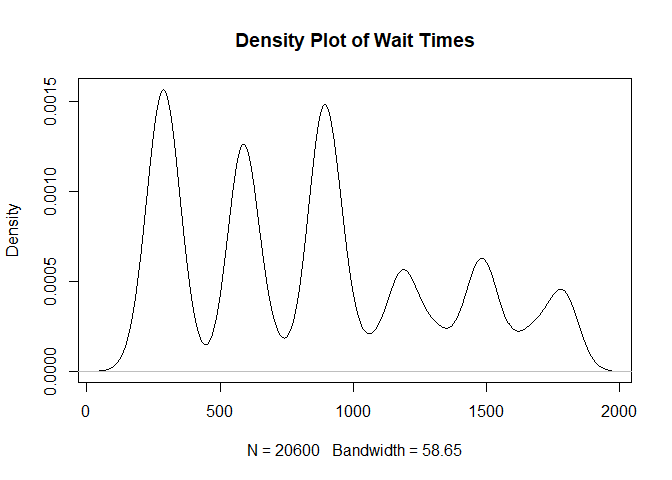 Density Plot of Wait Times
Density
0.0015
0.0010
0.0005
0.0000
0 500 1000 1500 2000
N = 20600 Bandwidth = 58.65